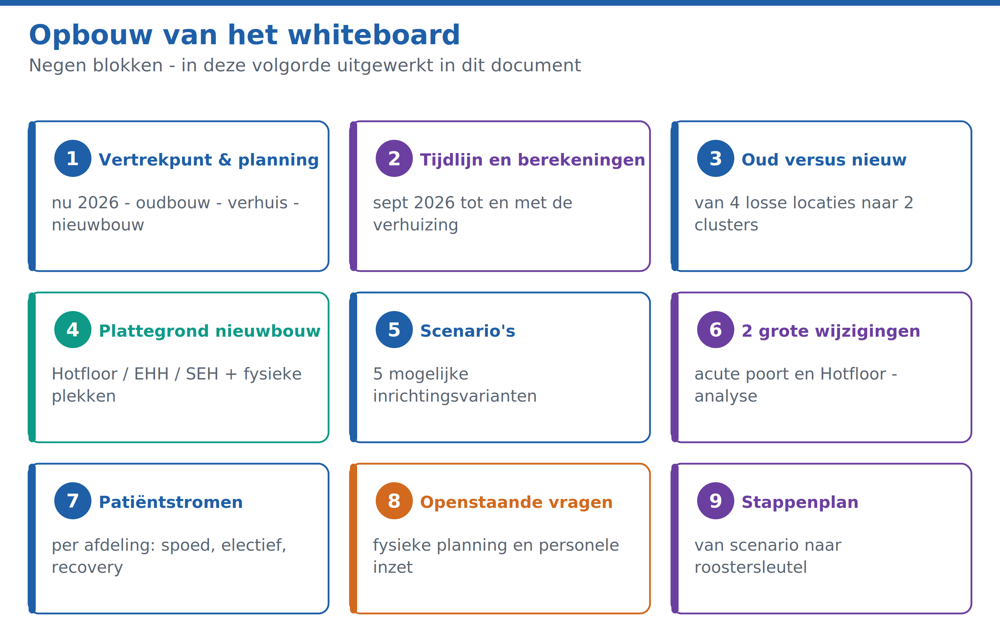 Opbouw van het whiteboard
Negen blokken - in deze volgorde uitgewerkt in dit document
1 Vertrekpunt & planning
nu 2026 - oudbouw - verhuis -
nieuwbouw
2 Tijdlijn en berekeningen
sept 2026 tot en met de
verhuizing
3 Oud versus nieuw
van 4 losse locaties naar 2
clusters
4 Plattegrond nieuwbouw
Hotfloor / EHH / SEH + fysieke
plekken
5 Scenario's
5 mogelijke
inrichtingsvarianten
6 2 grote wijzigingen
acute poort en Hotfloor -
analyse
7 Patiëntstromen
per afdeling: spoed, electief,
recovery
8 Openstaande vragen
fysieke planning en personele
inzet
9 Stappenplan
van scenario naar
roostersleutel